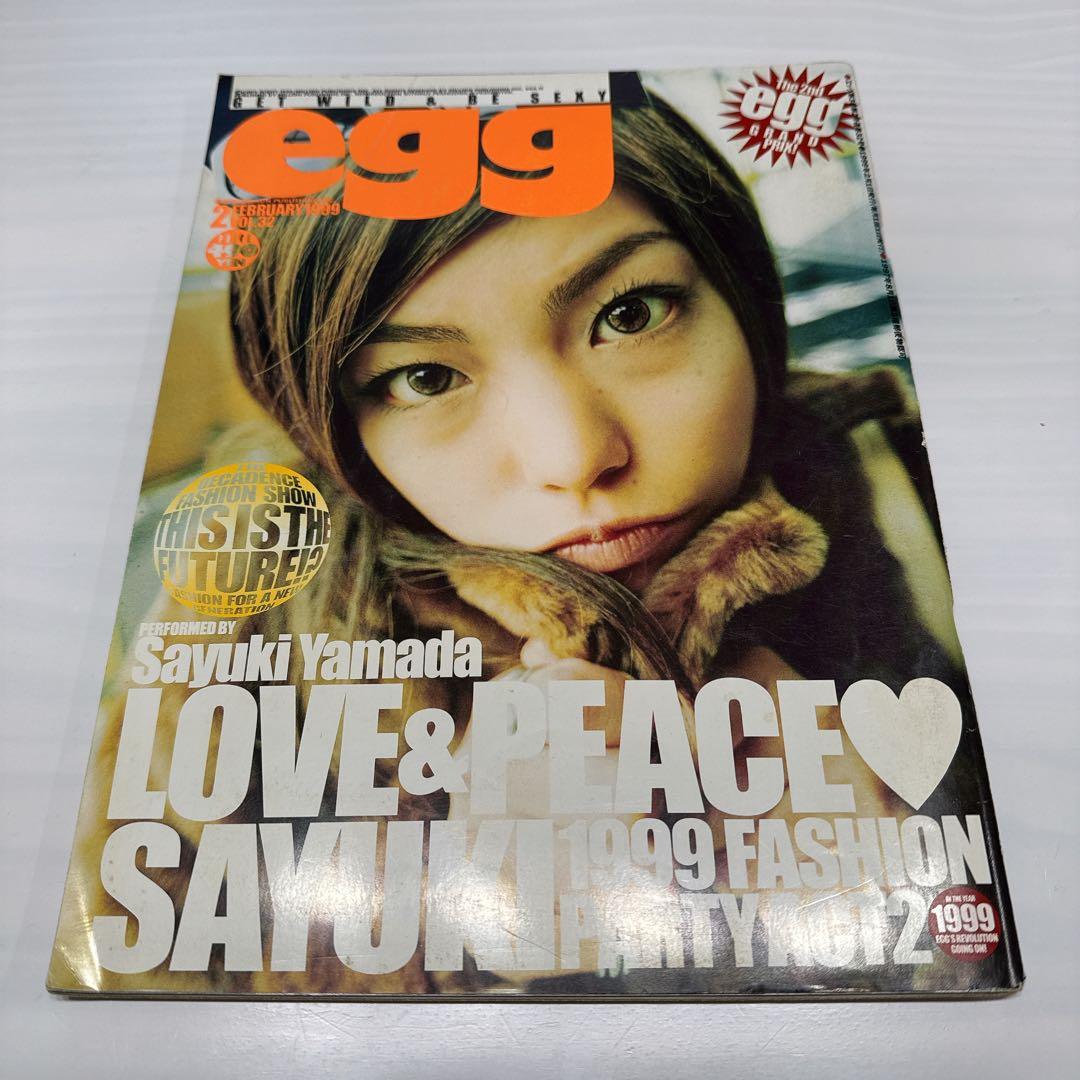 GET WILD & BE SEXY
egg
The 2nd
egg
GRAND
PRIX!
2 FEBRUARY 1999
VOL.32
YEN
DECADENCE
FASHION SHOW
THIS IS THE
FUTURE!?
FASHION FOR A NEW
GENERATION
PERFORMED BY
Sayuki Yamada
LOVE&PEACE♥
SAYUKI
1999 FASHION
PARTY ACT2
IN THE YEAR
1999
EGG'S REVOLUTION
GOING ON!